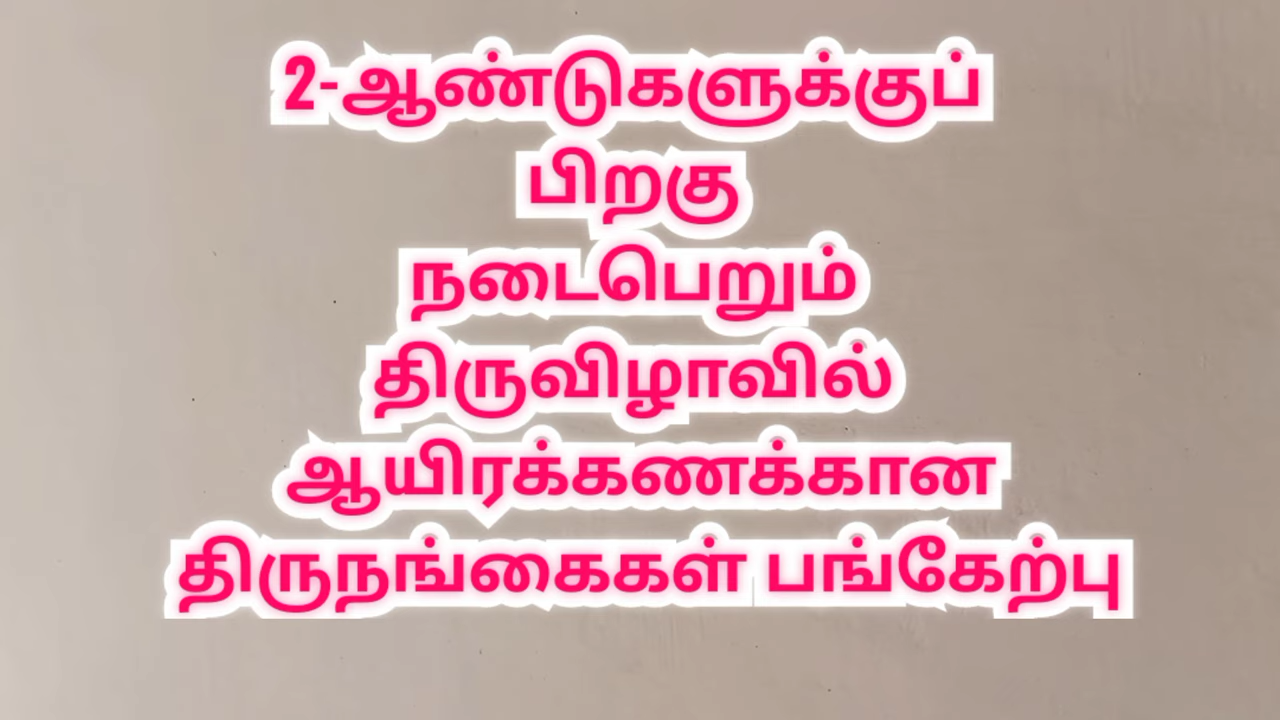 2-ஆண்டுகளுக்குப்
பிறகு
நடைபெறும்
திருவிழாவில்
ஆயிரக்கணக்கான
திருநங்கைகள் பங்கேற்பு